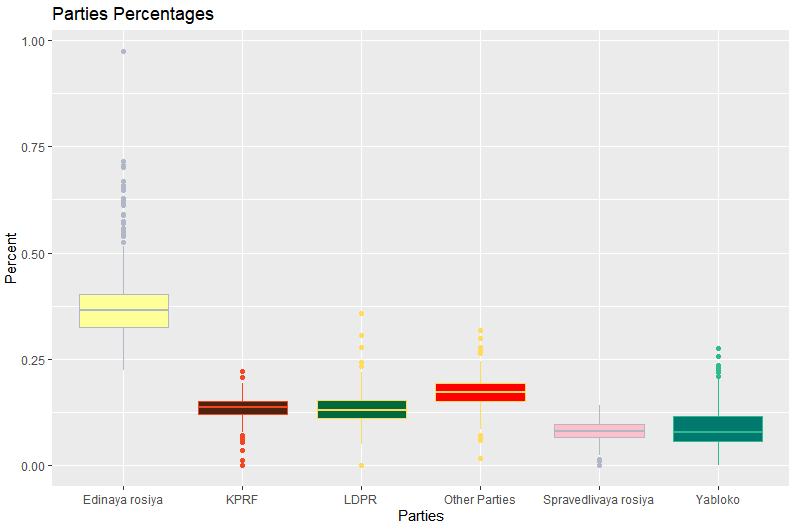 Parties Percentages
1.00
0.75
0.50
0.25
0.00
Percent
Edinaya rosiya KPRF LDPR Other Parties Spravedlivaya rosiya Yabloko
Parties